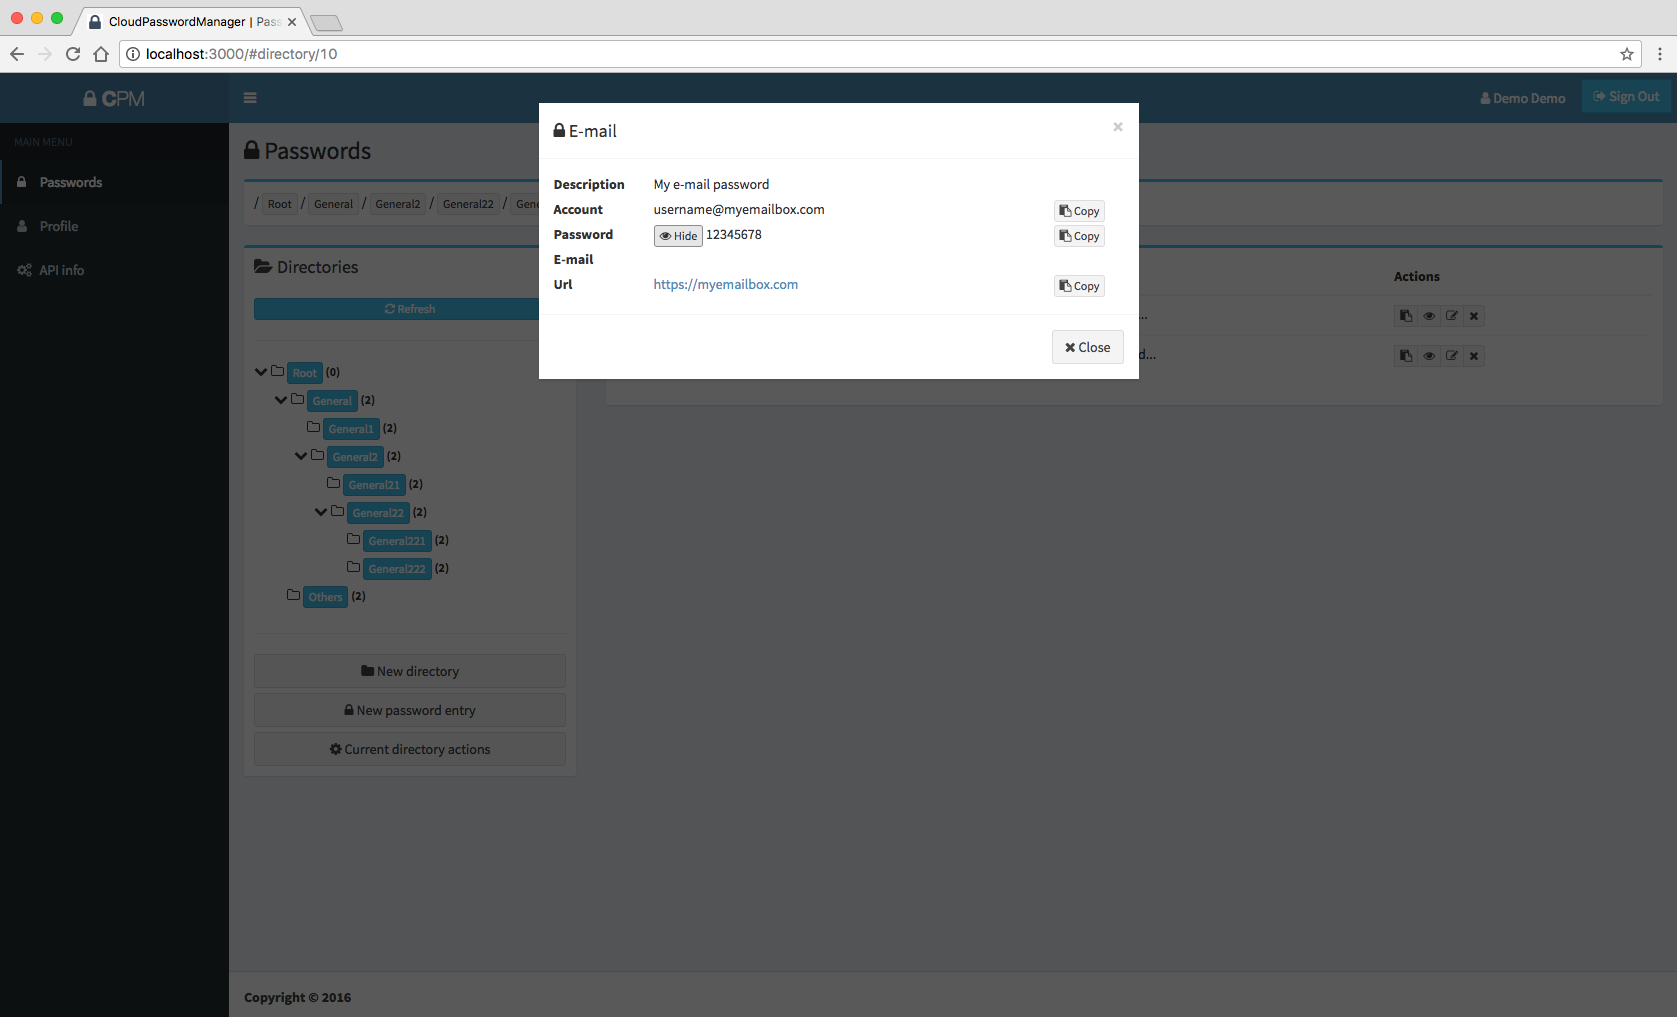 CloudPasswordManager | Pass
localhost:3000/#directory/10
CPM
Demo Demo
Sign Out
MAIN MENU
Passwords
Profile
API info
Passwords
/ Root / General / General2 / General22 /
Directories
Refresh
Root (0)
General (2)
General1 (2)
General2 (2)
General21 (2)
General22 (2)
General221 (2)
General222 (2)
Others (2)
New directory
New password entry
Current directory actions
E-mail
×
Description My e-mail password
Account username@myemailbox.com Copy
Password Hide 12345678 Copy
E-mail
Url https://myemailbox.com Copy
Close
Actions
...
d...
Copyright © 2016